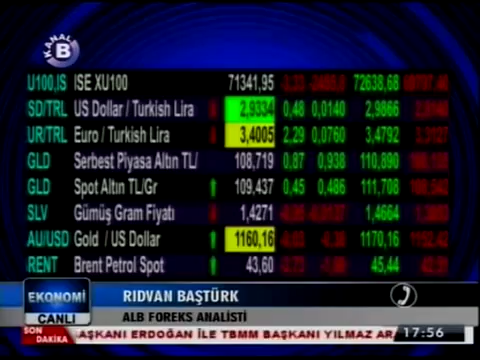 KANAL B
U100,IS ISE XU100 71341,95 72638,68
SD/TRL US Dollar / Turkish Lira 2,9334 0,48 0,0140 2,9866
UR/TRL Euro / Turkish Lira 3,4005 2,29 0,0760 3,4792
GLD Serbest Piyasa Altın TL/ 108,719 0,87 0,938 110,890
GLD Spot Altın TL/Gr 109,437 0,45 0,486 111,708
SLV Gümüş Gram Fiyatı 1,4271 1,4664
AU/USD Gold / US Dollar 1160,16 1170,16
RENT Brent Petrol Spot 43,60 45,44
EKONOMİ RIDVAN BAŞTÜRK
CANLI ALB FOREKS ANALİSTİ
SON DAKİKA AŞKANI ERDOĞAN İLE TBMM BAŞKANI YILMAZ AR 17:56